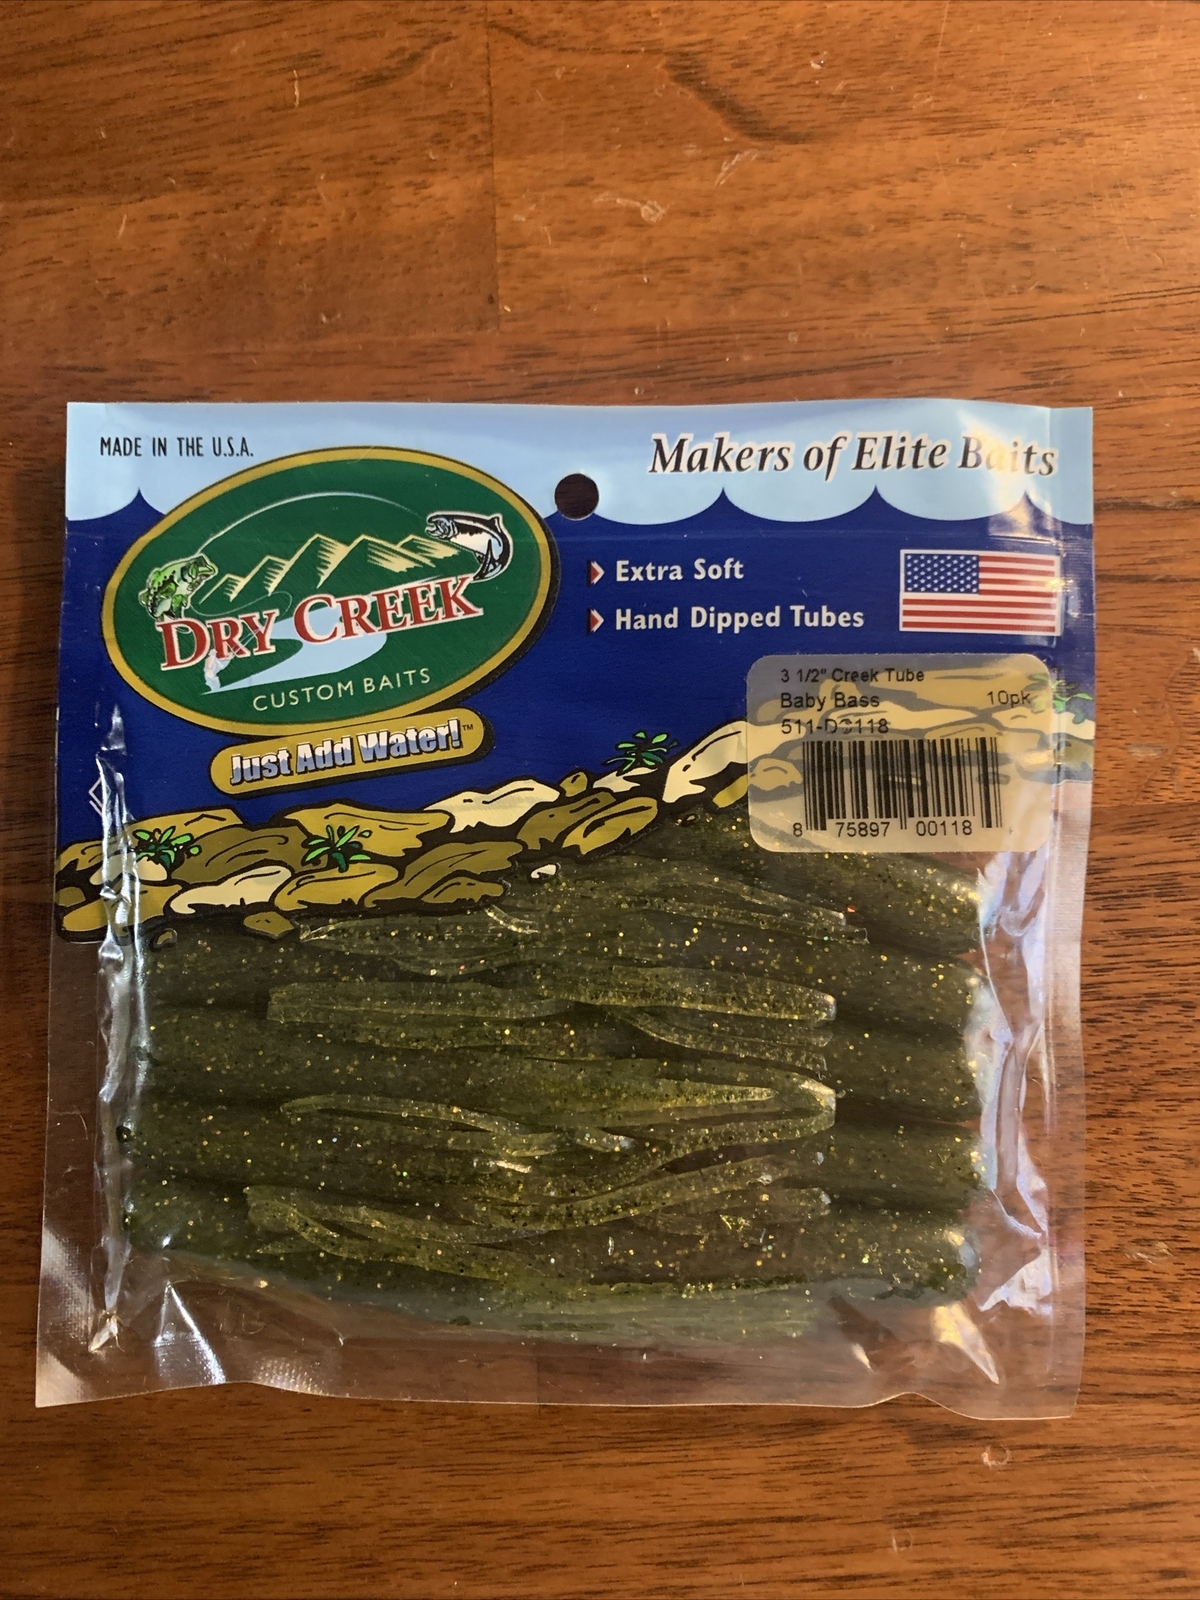 MADE IN THE U.S.A.
Makers of Elite Baits
DRY CREEK
CUSTOM BAITS
Just Add Water!™
Extra Soft
Hand Dipped Tubes
3 1/2" Creek Tube
Baby Bass 10pk
8 75897 00118